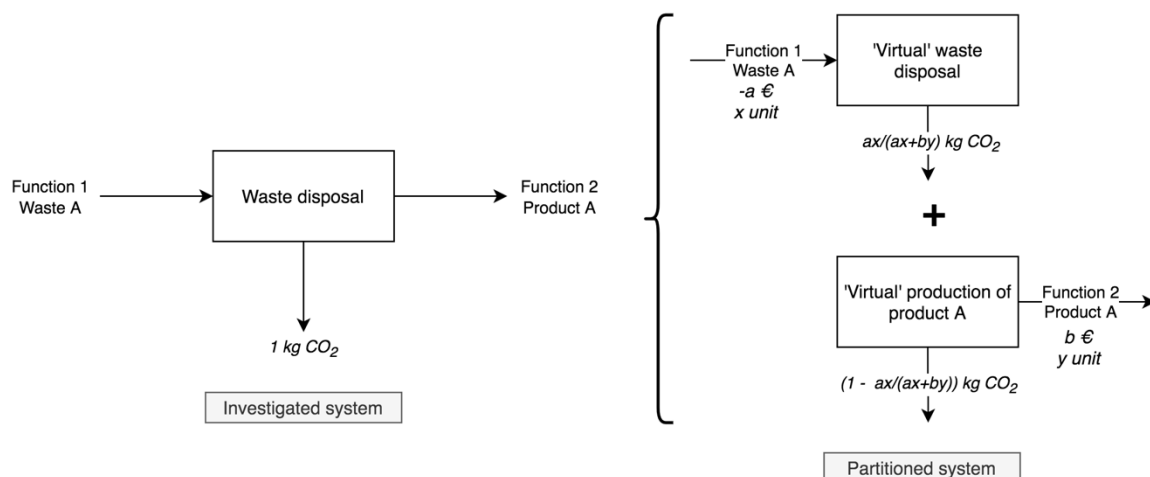 Function 1
Waste A
Waste disposal
Function 2
Product A
1 kg CO2
Investigated system
Function 1
Waste A
-a €
x unit
'Virtual' waste
disposal
ax/(ax+by) kg CO2
+
'Virtual' production of
product A
Function 2
Product A
b €
y unit
(1 - ax/(ax+by)) kg CO2
Partitioned system